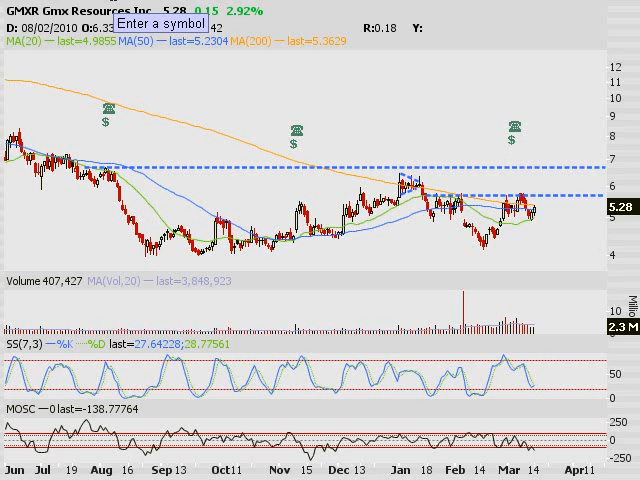 GMXR Gmx Resources Inc 5.28 0.15 2.92%
D: 08/02/2010 O:6.33 42 R:0.18 Y:
Enter a symbol
MA(20) — last=4.9855 MA(50) — last=5.2304 MA(200) — last=5.3629
12
11
10
9
$
$
$
8
7
6
5.28
5
4
Volume 407,427 MA(Vol,20) — last=3,848,923
10
Millio
2.3 M
SS(7,3) —%K ----%D last=27.64228;28.77561
50
0
MOSC —0 last=-138.77764
250
0
-250
Jun Jul 19 Aug 16 Sep 13 Oct 11 Nov 15 Dec 13 Jan 18 Feb 14 Mar 14 Apr 11